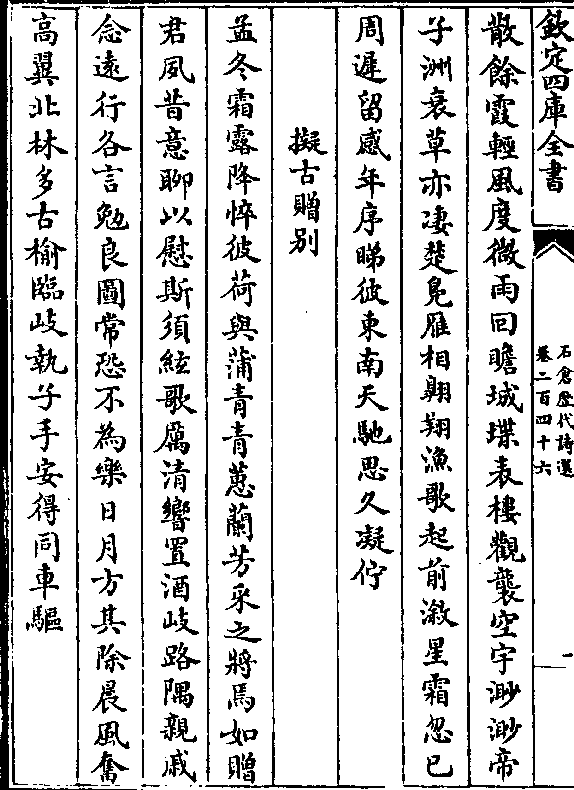 欽定四庫全書
石倉歷代詩選
卷二百四十六
一
散餘霞輕風度微雨回瞻城堞表樓觀襲空宇渺渺帝
子洲衰草亦凄楚鳧雁相翺翔漁歌起前溆星霜忽已
周遲留感年序睇彼東南天馳思久凝佇
擬古贈别
孟冬霜露降悴彼荷與蒲青青蕙蘭芳采之將焉如贈
君夙昔意聊以慰斯須絃歌厲清響置酒岐路隅親戚
念遠行各言勉良圖常恐不為樂日月方其除晨風奮
高翼北林多古榆臨岐執子手安得同車驅